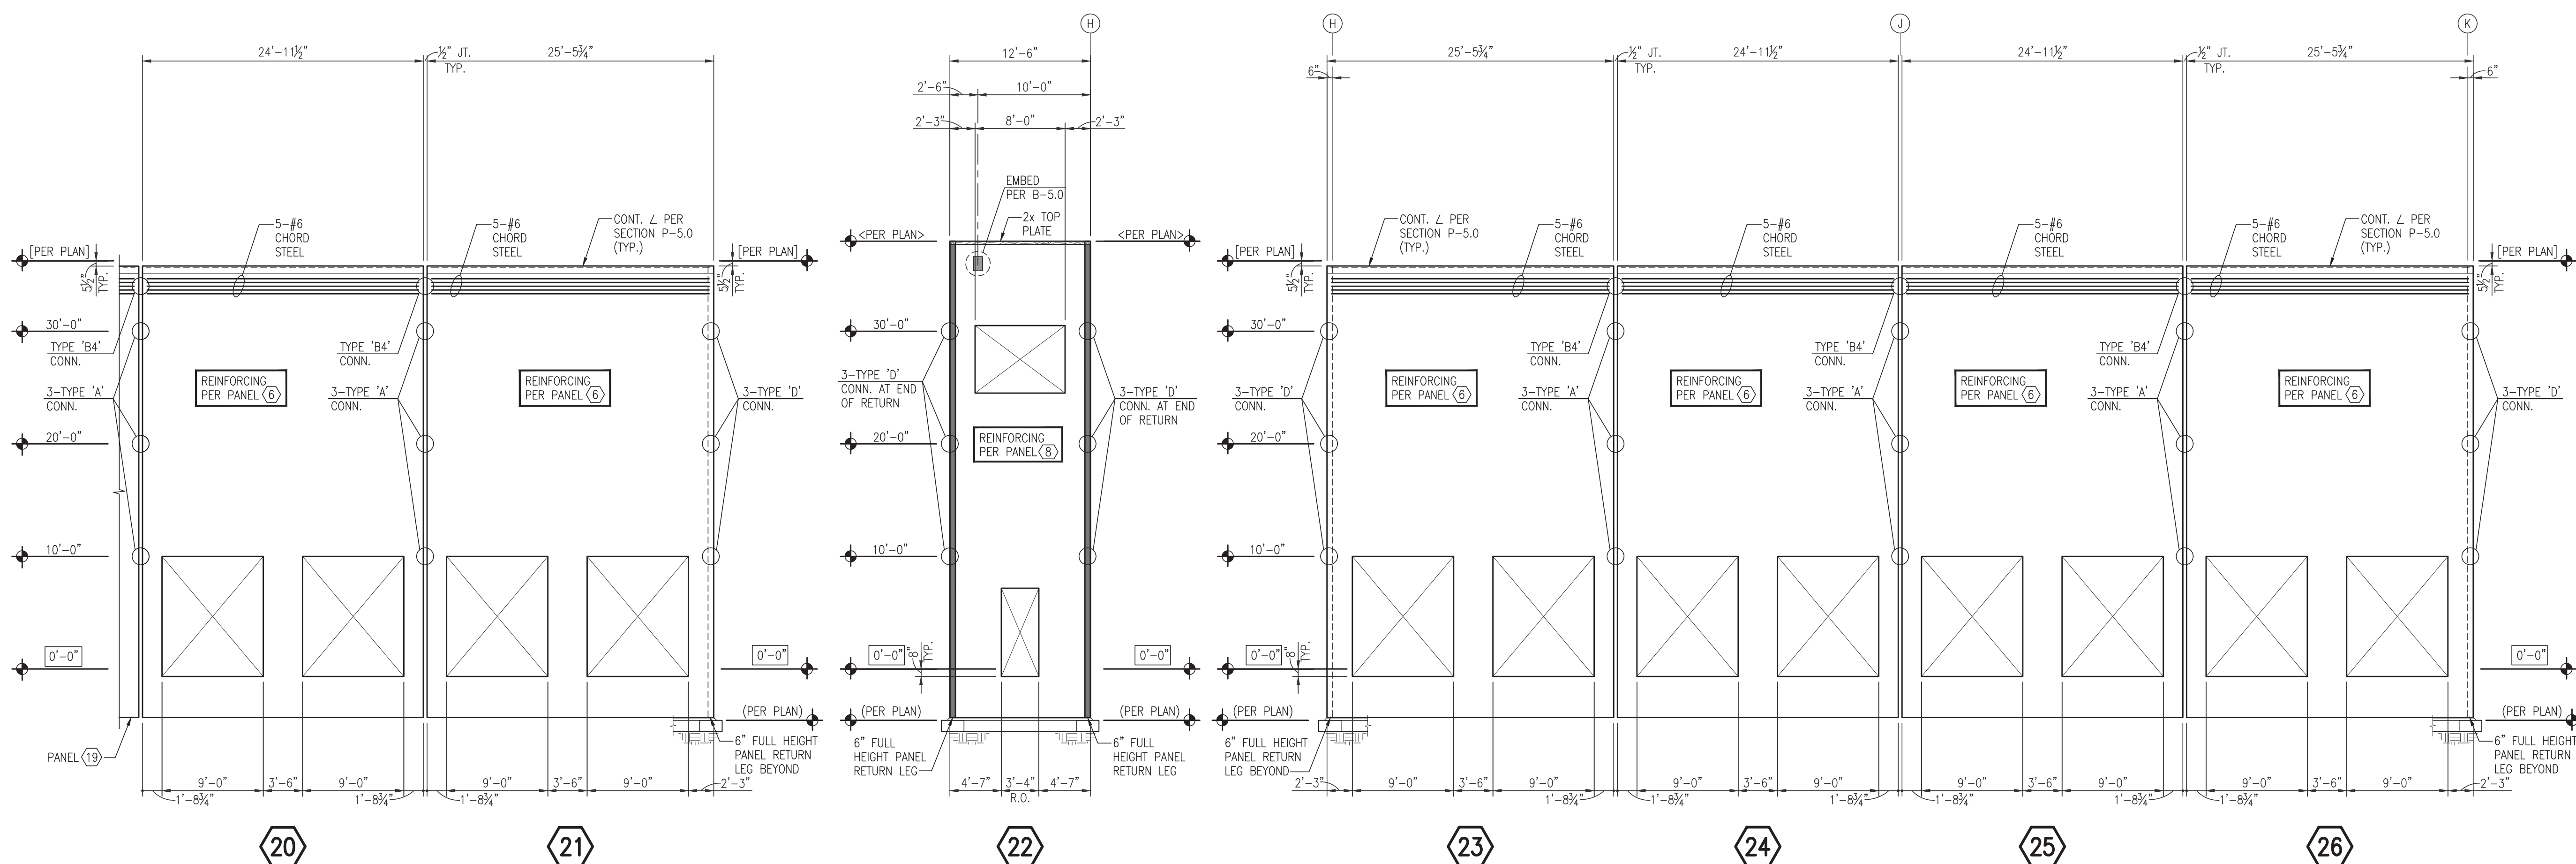 H
H
J
K
24'-11½"
½" JT.
TYP.
25'-5¾"
12'-6"
2'-6"
10'-0"
2'-3"
8'-0"
2'-3"
25'-5¾"
½" JT.
TYP.
24'-11½"
24'-11½"
½" JT.
TYP.
25'-5¾"
6"
6"
[PER PLAN]
5½"
TYP.
5-#6
CHORD
STEEL
5-#6
CHORD
STEEL
CONT. ∠ PER
SECTION P-5.0
(TYP.)
5½"
TYP.
[PER PLAN]
30'-0"
TYPE 'B4'
CONN.
TYPE 'B4'
CONN.
REINFORCING
PER PANEL 6
REINFORCING
PER PANEL 6
3-TYPE 'A'
CONN.
3-TYPE 'A'
CONN.
3-TYPE 'D'
CONN.
20'-0"
10'-0"
0'-0"
0'-0"
(PER PLAN)
PANEL 19
6" FULL HEIGHT
PANEL RETURN
LEG BEYOND
9'-0"
3'-6"
9'-0"
1'-8¾"
1'-8¾"
9'-0"
3'-6"
9'-0"
2'-3"
1'-8¾"
20
21
EMBED
PER B-5.0
2x TOP
PLATE
<PER PLAN>
<PER PLAN>
30'-0"
3-TYPE 'D'
CONN. AT END
OF RETURN
3-TYPE 'D'
CONN. AT END
OF RETURN
20'-0"
REINFORCING
PER PANEL 8
10'-0"
0'-0"
8"
TYP.
0'-0"
(PER PLAN)
(PER PLAN)
6" FULL
HEIGHT PANEL
RETURN LEG
6" FULL
HEIGHT PANEL
RETURN LEG
4'-7"
3'-4"
R.O.
4'-7"
22
[PER PLAN]
5½"
TYP.
CONT. ∠ PER
SECTION P-5.0
(TYP.)
5-#6
CHORD
STEEL
5-#6
CHORD
STEEL
5-#6
CHORD
STEEL
5-#6
CHORD
STEEL
CONT. ∠ PER
SECTION P-5.0
(TYP.)
5½"
TYP.
[PER PLAN]
30'-0"
TYPE 'B4'
CONN.
TYPE 'B4'
CONN.
TYPE 'B4'
CONN.
3-TYPE 'D'
CONN.
REINFORCING
PER PANEL 6
3-TYPE 'A'
CONN.
REINFORCING
PER PANEL 6
3-TYPE 'A'
CONN.
REINFORCING
PER PANEL 6
3-TYPE 'A'
CONN.
REINFORCING
PER PANEL 6
3-TYPE 'D'
CONN.
20'-0"
10'-0"
0'-0"
8"
TYP.
0'-0"
(PER PLAN)
(PER PLAN)
6" FULL HEIGHT
PANEL RETURN
LEG BEYOND
6" FULL HEIGHT
PANEL RETURN
LEG BEYOND
2'-3"
9'-0"
3'-6"
9'-0"
1'-8¾"
1'-8¾"
9'-0"
3'-6"
9'-0"
1'-8¾"
1'-8¾"
9'-0"
3'-6"
9'-0"
1'-8¾"
1'-8¾"
9'-0"
3'-6"
9'-0"
2'-3"
23
24
25
26